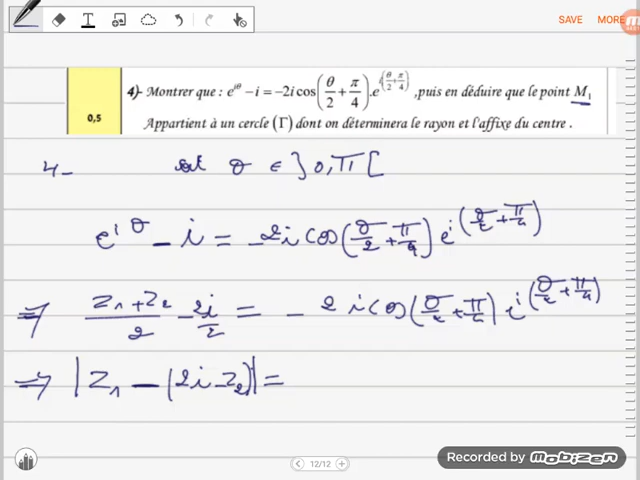 SAVE MORE
4)- Montrer que : e^{iθ} − i = −2i cos(θ/2 + π/4).e^{i(θ/2+π/4)}, puis en déduire que le point M₁
0,5
Appartient à un cercle (Γ) dont on déterminera le rayon et l'affixe du centre .
4- soit θ ∈ ]0,π[
e^{iθ} − i = −2i cos(θ/2 + π/4) e^{i(θ/2 + π/4)}
⇒ (z₁ + z₂)/2 − 2i/2 = −2 i cos(θ/2 + π/4) e^{i(θ/2 + π/4)}
⇒ |z₁ − (2i − z₂)| =
12/12
Recorded by mobizen